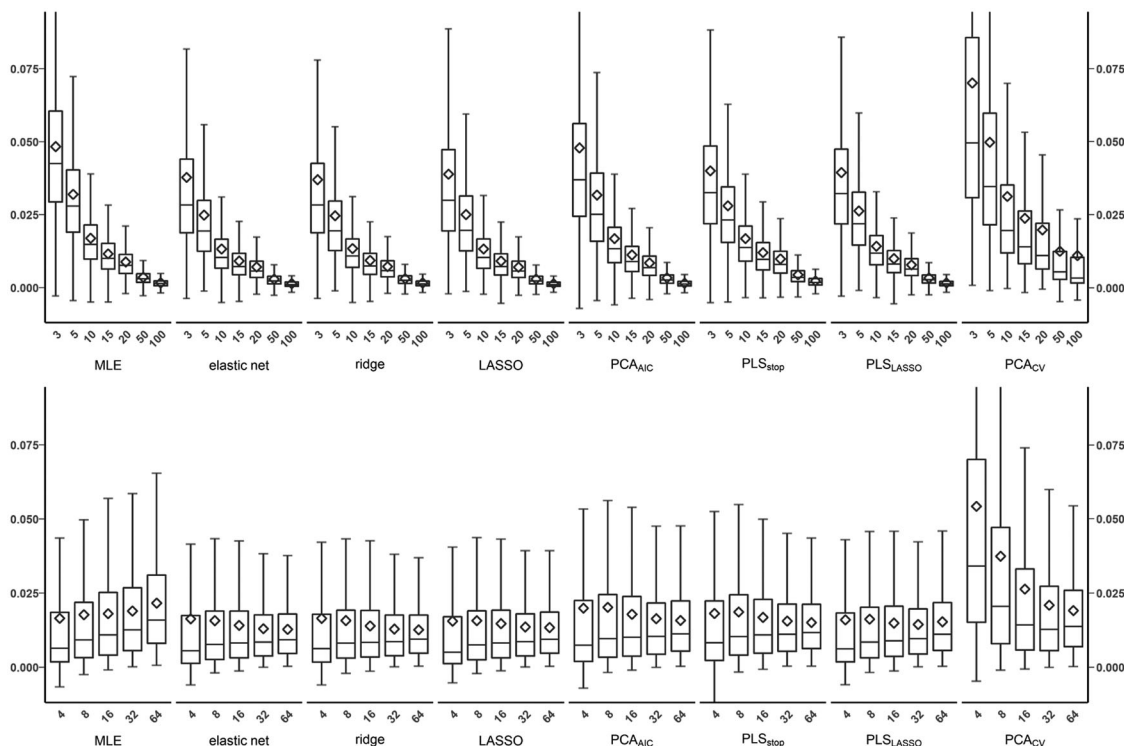 0.075 0.075
0.050 0.050
0.025 0.025
0.000 0.000
3 5 10 15 20 50 100 3 5 10 15 20 50 100 3 5 10 15 20 50 100 3 5 10 15 20 50 100 3 5 10 15 20 50 100 3 5 10 15 20 50 100 3 5 10 15 20 50 100 3 5 10 15 20 50 100
MLE elastic net ridge LASSO PCAAIC PLSstop PLSLASSO PCACV
0.075 0.075
0.050 0.050
0.025 0.025
0.000 0.000
4 8 16 32 64 4 8 16 32 64 4 8 16 32 64 4 8 16 32 64 4 8 16 32 64 4 8 16 32 64 4 8 16 32 64 4 8 16 32 64
MLE elastic net ridge LASSO PCAAIC PLSstop PLSLASSO PCACV